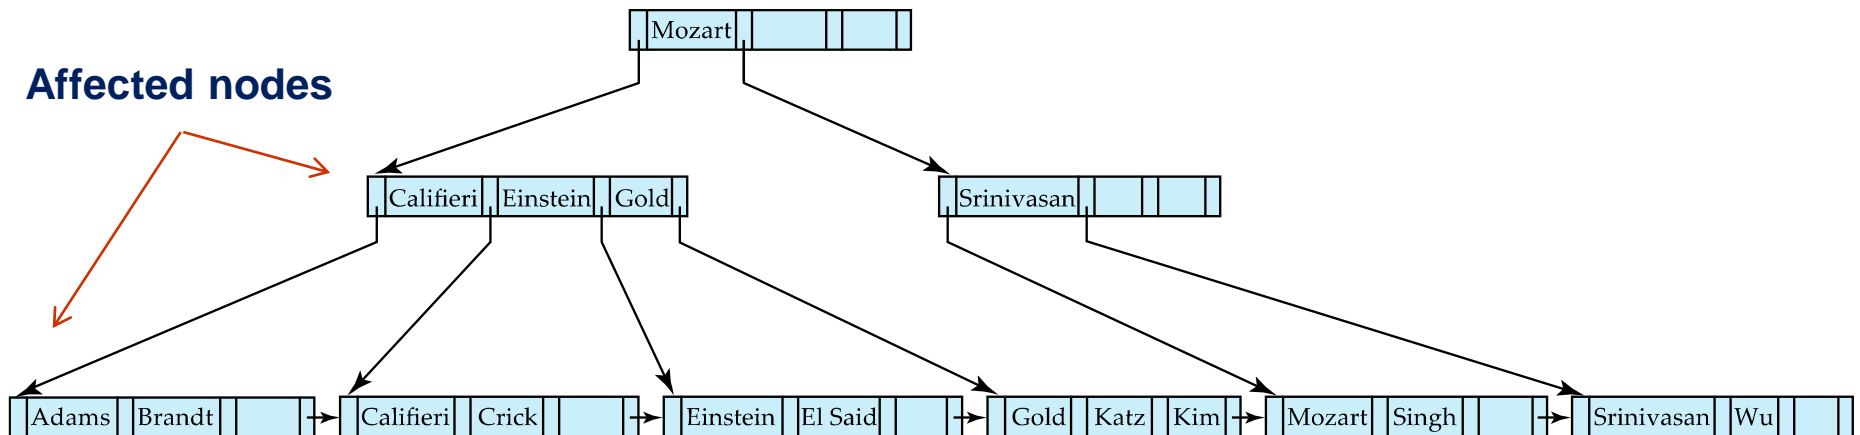 Mozart
Affected nodes
Califieri Einstein Gold
Srinivasan
Adams Brandt
Califieri Crick
Einstein El Said
Gold Katz Kim
Mozart Singh
Srinivasan Wu